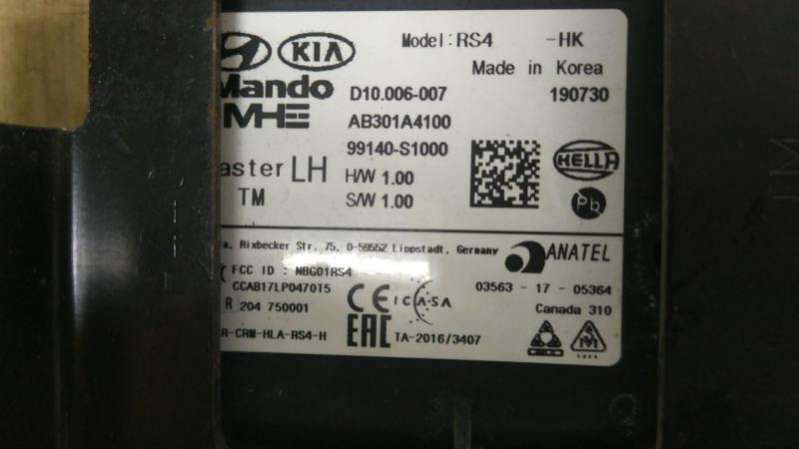 KIA Model: RS4 -HK
Made in Korea
Mando D10.006-007 190730
MHE AB301A4100
99140-S1000
HELLA
aster LH H/W 1.00
TM S/W 1.00
Pb
a, Rixbecker Str. 75, D-59552 Lippstadt, Germany
ANATEL
FCC ID : NBG01RS4
CCAB17LP0470T5
03563 - 17 - 05364
R 204 750001
CE ICASA
Canada 310
R-CRM-HLA-RS4-H
EAC TA-2016/3407
TM